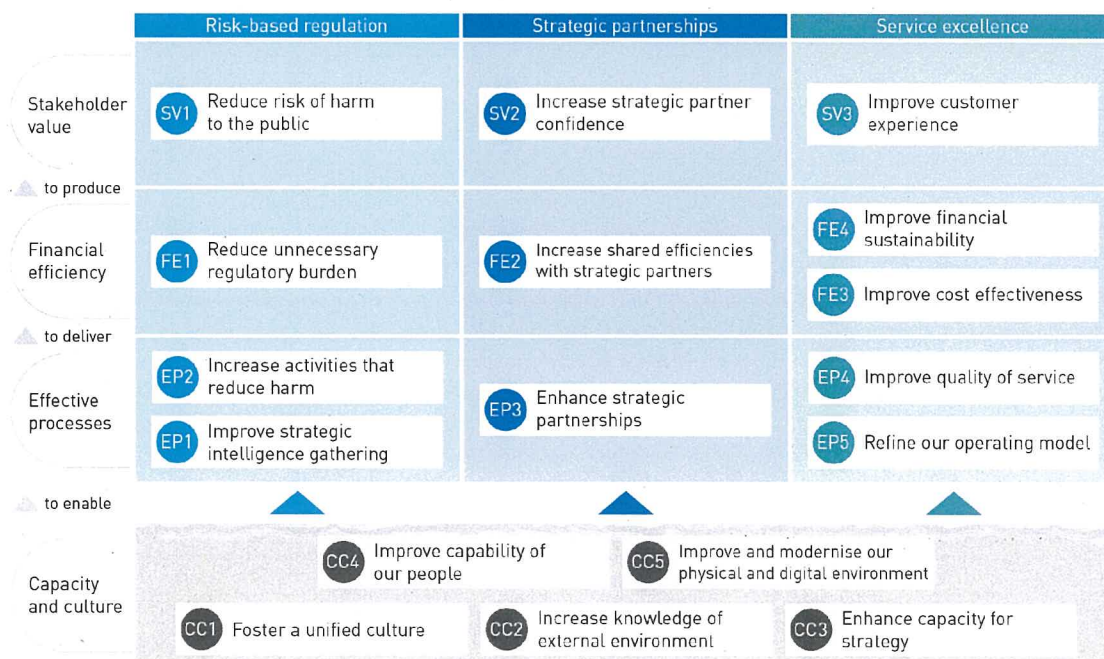 Risk-based regulation
Strategic partnerships
Service excellence
Stakeholder
value
SV1
Reduce risk of harm
to the public
SV2
Increase strategic partner
confidence
SV3
Improve customer
experience
to produce
Financial
efficiency
FE1
Reduce unnecessary
regulatory burden
FE2
Increase shared efficiencies
with strategic partners
FE4
Improve financial
sustainability
FE3
Improve cost effectiveness
to deliver
Effective
processes
EP2
Increase activities that
reduce harm
EP1
Improve strategic
intelligence gathering
EP3
Enhance strategic
partnerships
EP4
Improve quality of service
EP5
Refine our operating model
to enable
Capacity
and culture
CC4
Improve capability of
our people
CC5
Improve and modernise our
physical and digital environment
CC1
Foster a unified culture
CC2
Increase knowledge of
external environment
CC3
Enhance capacity for
strategy